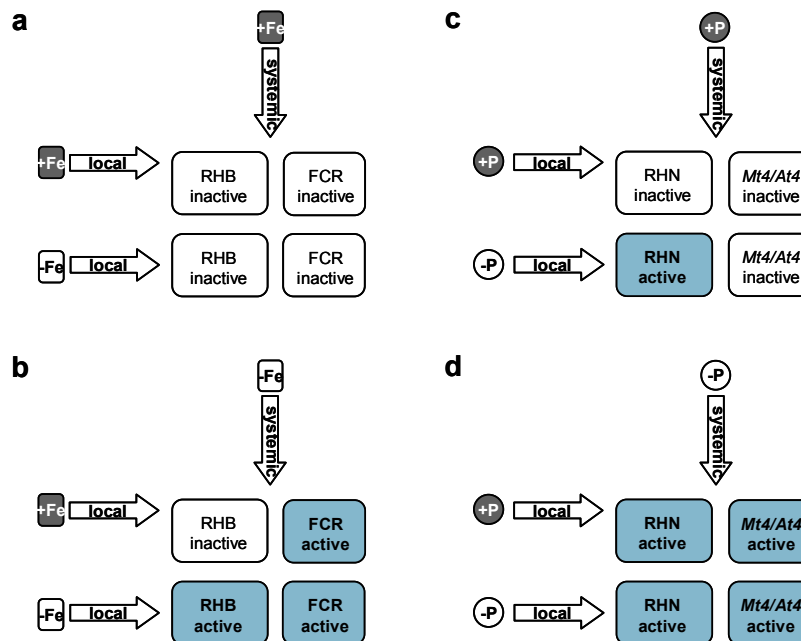 a
+Fe
systemic
+Fe
local
RHB
inactive
FCR
inactive
-Fe
local
RHB
inactive
FCR
inactive
b
-Fe
systemic
+Fe
local
RHB
inactive
FCR
active
-Fe
local
RHB
active
FCR
active
c
+P
systemic
+P
local
RHN
inactive
Mt4/At4
inactive
-P
local
RHN
active
Mt4/At4
inactive
d
-P
systemic
+P
local
RHN
active
Mt4/At4
active
-P
local
RHN
active
Mt4/At4
active